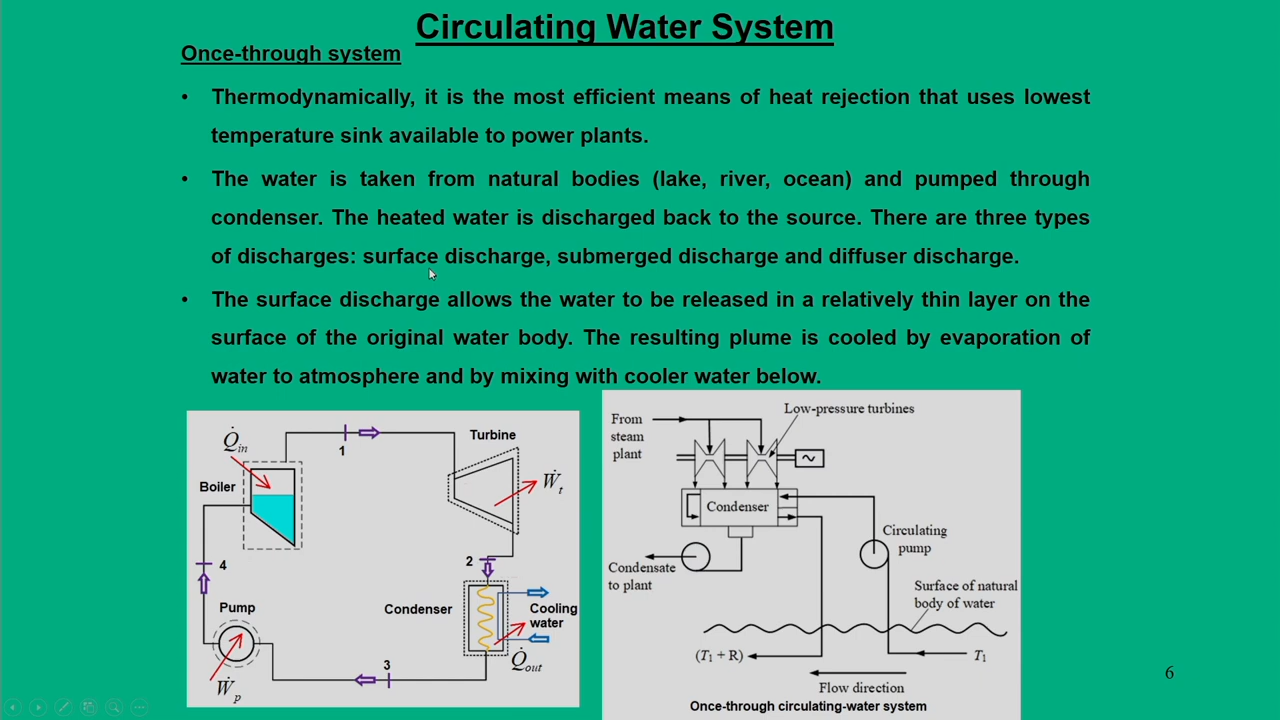 Circulating Water System
Once-through system
• Thermodynamically, it is the most efficient means of heat rejection that uses lowest
temperature sink available to power plants.
• The water is taken from natural bodies (lake, river, ocean) and pumped through
condenser. The heated water is discharged back to the source. There are three types
of discharges: surface discharge, submerged discharge and diffuser discharge.
• The surface discharge allows the water to be released in a relatively thin layer on the
surface of the original water body. The resulting plume is cooled by evaporation of
water to atmosphere and by mixing with cooler water below.
Q̇in
Boiler
1
Turbine
Ẇt
2
4
Pump
Condenser
Cooling
water
Q̇out
3
Ẇp
From
steam
plant
Low-pressure turbines
Condenser
Circulating
pump
Condensate
to plant
Surface of natural
body of water
(T1 + R)
T1
Flow direction
Once-through circulating-water system
6